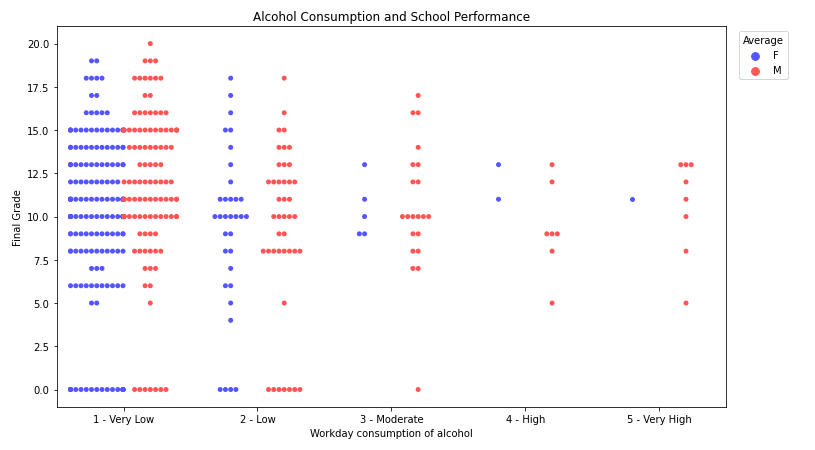 Alcohol Consumption and School Performance
Average
F
M
Final Grade
20.0
17.5
15.0
12.5
10.0
7.5
5.0
2.5
0.0
1 - Very Low
2 - Low
3 - Moderate
4 - High
5 - Very High
Workday consumption of alcohol